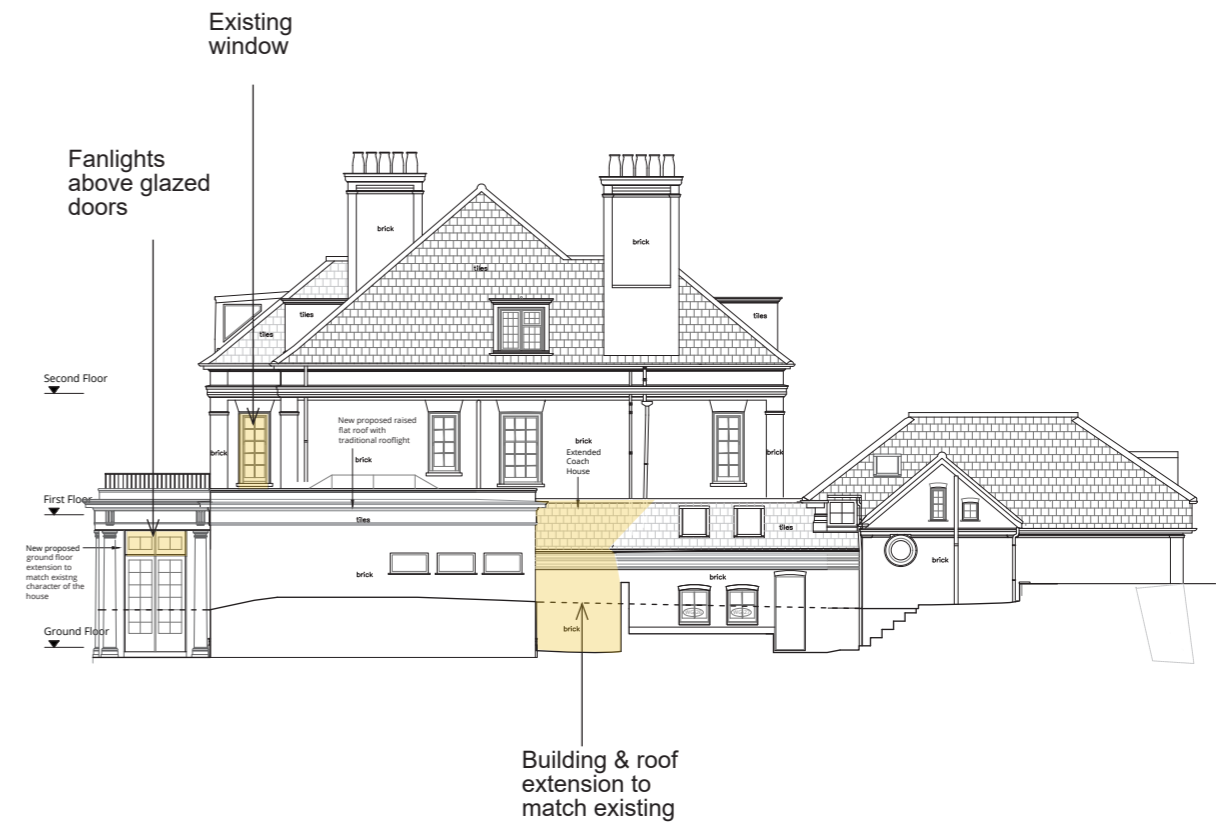 Existing
window
Fanlights
above glazed
doors
brick
brick
tiles
tiles
tiles
tiles
Second Floor
New proposed raised
flat roof with
traditional rooflight
brick
brick
brick
Extended
Coach
House
brick
First Floor
tiles
tiles
New proposed
ground floor
extension to
match existng
character of the
house
brick
brick
brick
Ground Floor
brick
Building & roof
extension to
match existing